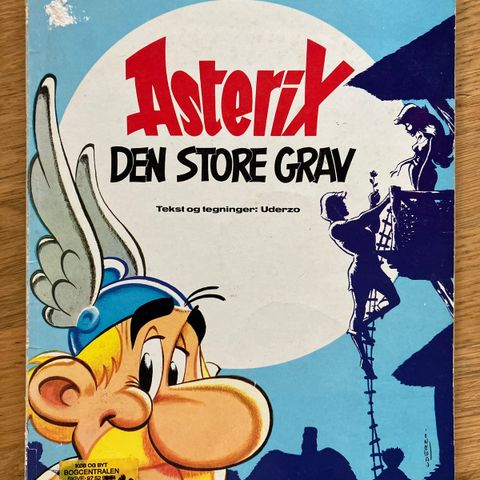 Asterix
DEN STORE GRAV
Tekst og tegninger: Uderzo
KØB OG BYT
BOGCENTRALEN